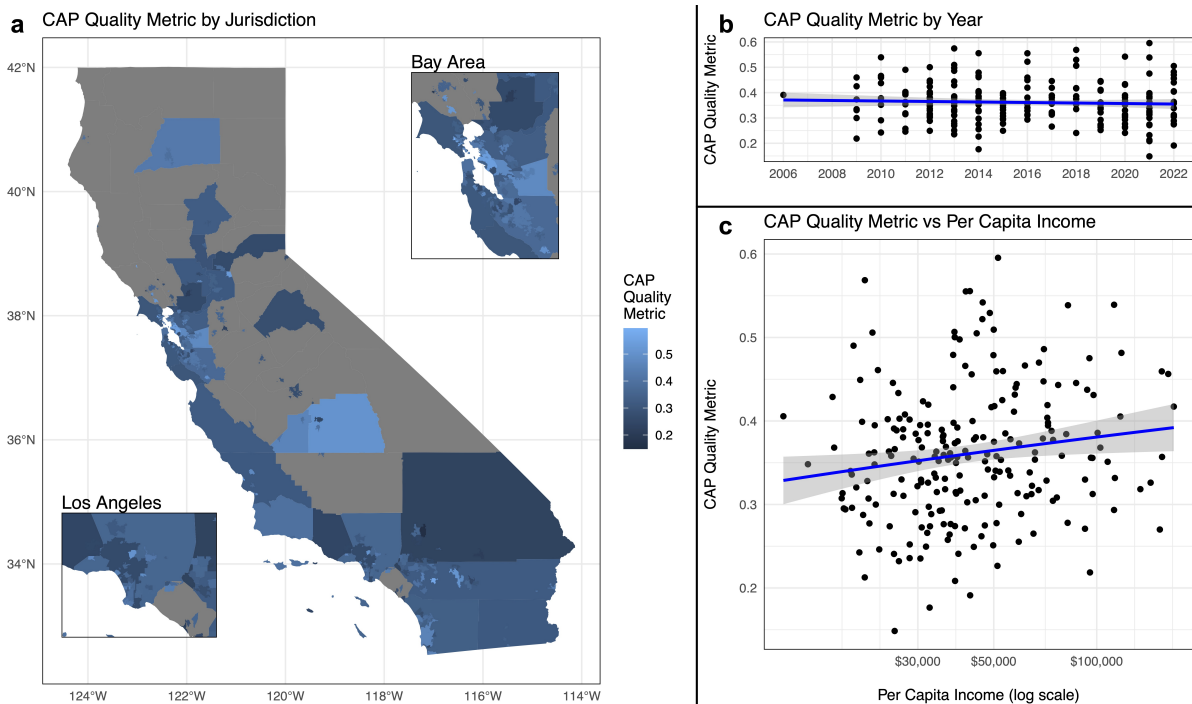 a CAP Quality Metric by Jurisdiction
42°N
40°N
38°N
36°N
34°N
124°W 122°W 120°W 118°W 116°W 114°W
Bay Area
Los Angeles
CAP
Quality
Metric
0.5
0.4
0.3
0.2
b CAP Quality Metric by Year
CAP Quality Metric
0.6
0.5
0.4
0.3
0.2
2006 2008 2010 2012 2014 2016 2018 2020 2022
c CAP Quality Metric vs Per Capita Income
CAP Quality Metric
0.6
0.5
0.4
0.3
0.2
$30,000 $50,000 $100,000
Per Capita Income (log scale)